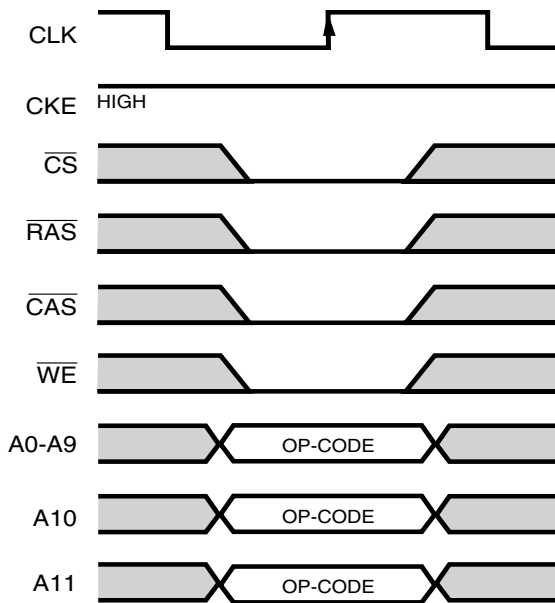 CLK
CKE HIGH
CS
RAS
CAS
WE
A0-A9 OP-CODE
A10 OP-CODE
A11 OP-CODE